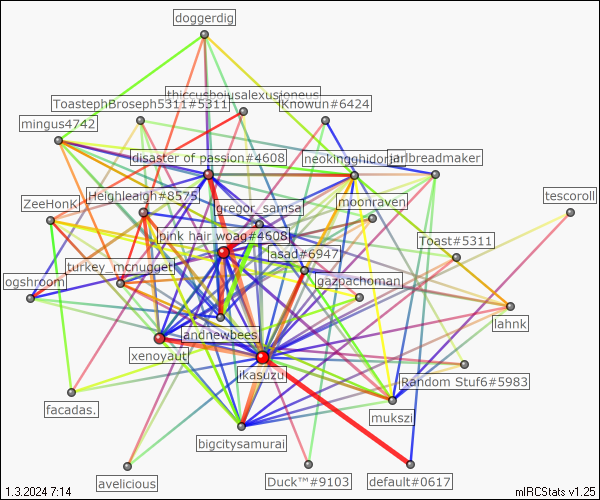 doggerdig
thiccusboiusalexusioneus
ToastephBroseph5311#5311
Knowun#6424
mingus4742
disaster of passion#4608
neokingghidorjah
jarlbreadmaker
Heighleaigh#8575
ZeeHonK
gregor_samsa
moonraven
tescoroll
pink hair woag#4608
asad#6947
Toast#5311
turkey_mcnugget
gazpachoman
ogshroom
lahnk
andnewbees
xenoyaut
ikasuzu
Random Stuf6#5983
facadas.
mukszi
bigcitysamurai
avelicious
Duck™#9103
default#0617
1.3.2024 7:14
mIRCStats v1.25